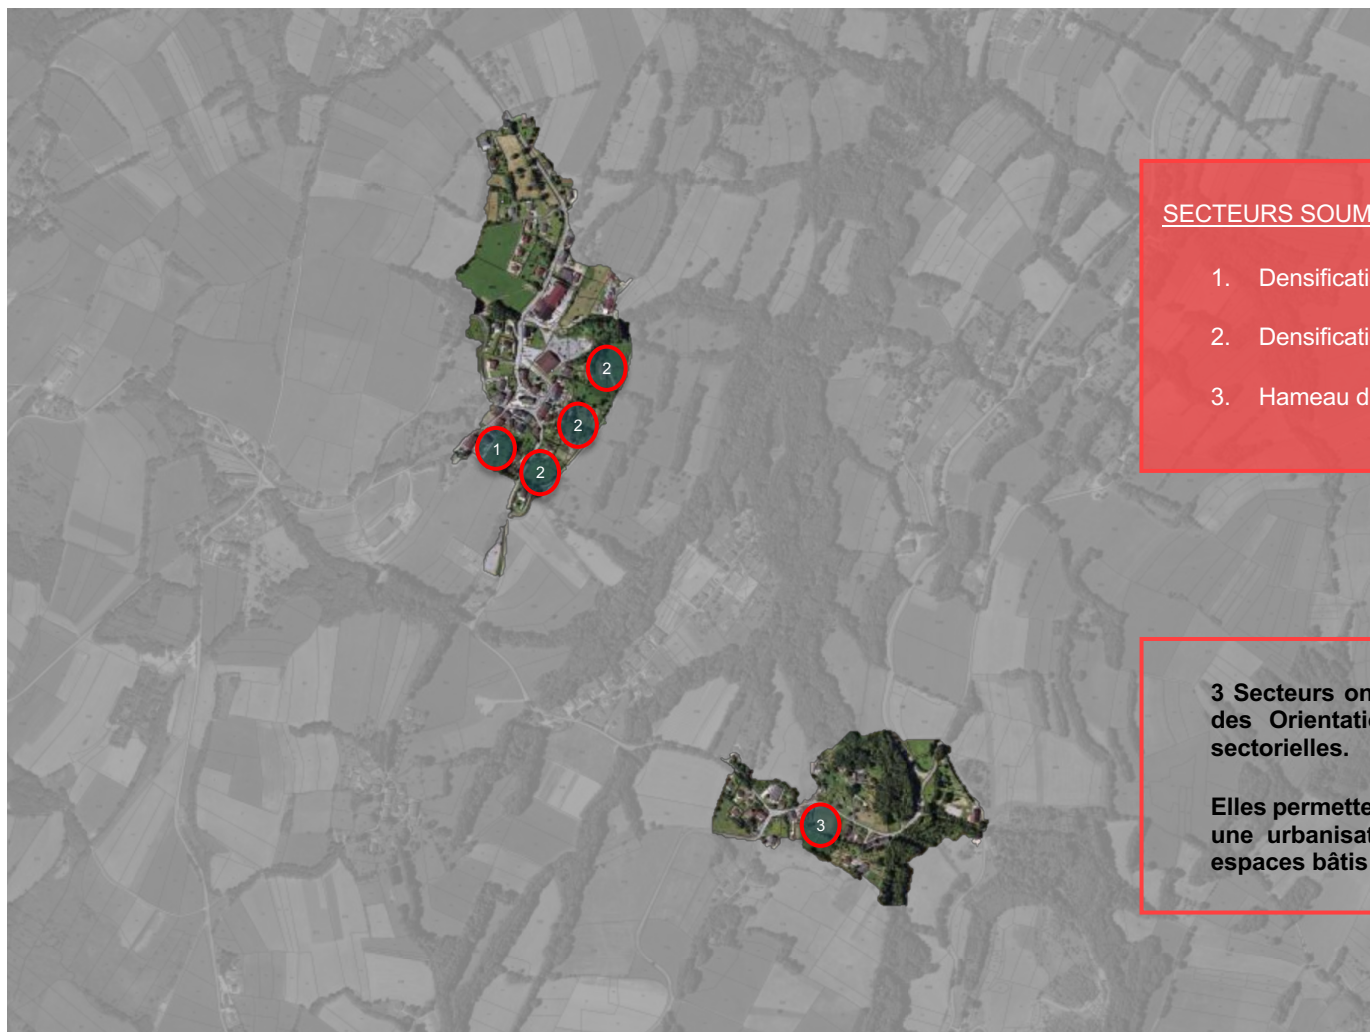 SECTEURS SOUM
1. Densificati
2. Densificati
3. Hameau d
2
2
1
2
3 Secteurs on
des Orientati
sectorielles.
Elles permette
une urbanisat
espaces bâtis
3